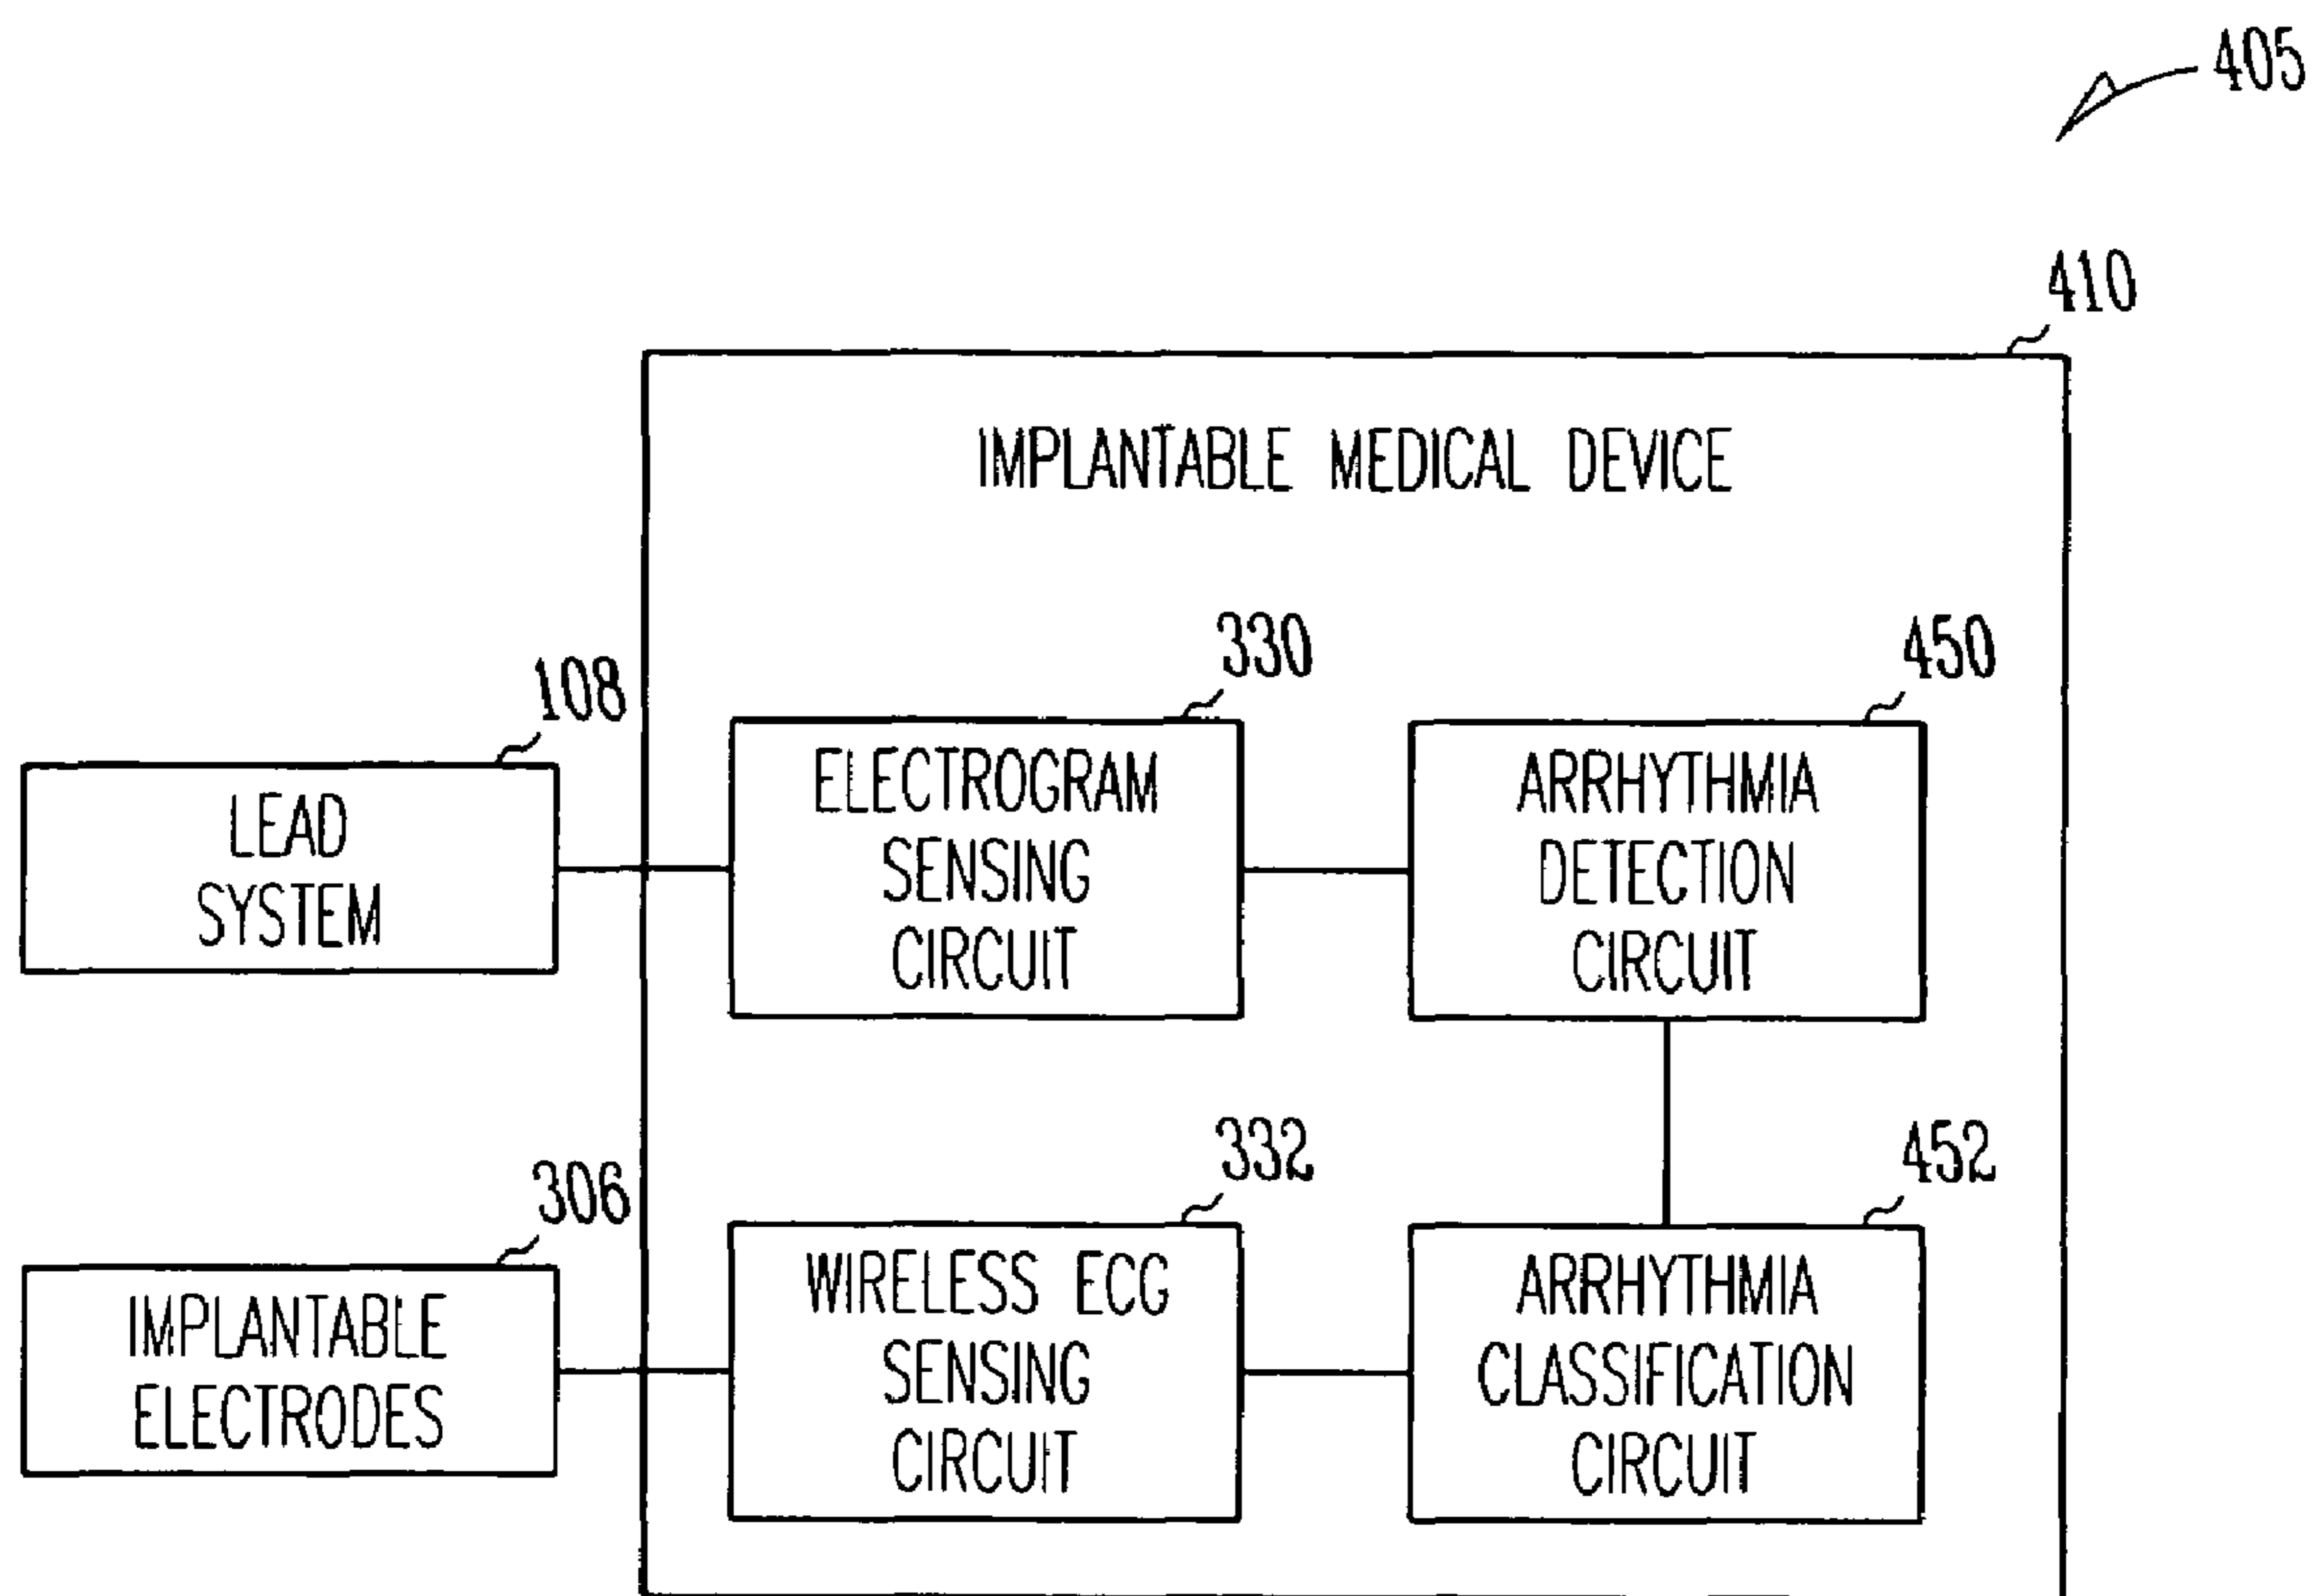 405
410
IMPLANTABLE MEDICAL DEVICE
108
LEAD
SYSTEM
330
ELECTROGRAM
SENSING
CIRCUIT
450
ARRHYTHMIA
DETECTION
CIRCUIT
306
IMPLANTABLE
ELECTRODES
332
WIRELESS ECG
SENSING
CIRCUIT
452
ARRHYTHMIA
CLASSIFICATION
CIRCUIT